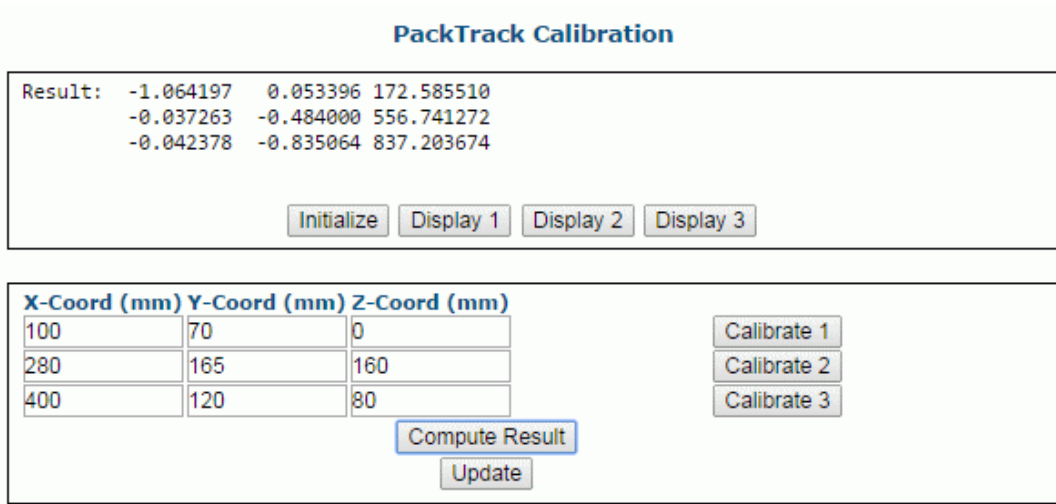 PackTrack Calibration
Result: -1.064197 0.053396 172.585510
-0.037263 -0.484000 556.741272
-0.042378 -0.835064 837.203674
Initialize Display 1 Display 2 Display 3
X-Coord (mm) Y-Coord (mm) Z-Coord (mm)
100 70 0 Calibrate 1
280 165 160 Calibrate 2
400 120 80 Calibrate 3
Compute Result
Update